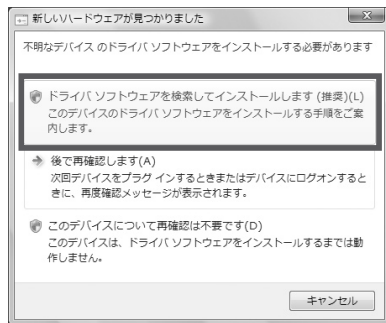 新しいハードウェアが見つかりました
不明なデバイス のドライバ ソフトウェアをインストールする必要があります
ドライバ ソフトウェアを検索してインストールします (推奨)(L)
このデバイスのドライバ ソフトウェアをインストールする手順をご案
内します。
後で再確認します(A)
次回デバイスをプラグ インするときまたはデバイスにログオンすると
きに、再度確認メッセージが表示されます。
このデバイスについて再確認は不要です(D)
このデバイスは、ドライバ ソフトウェアをインストールするまでは動
作しません。
キャンセル